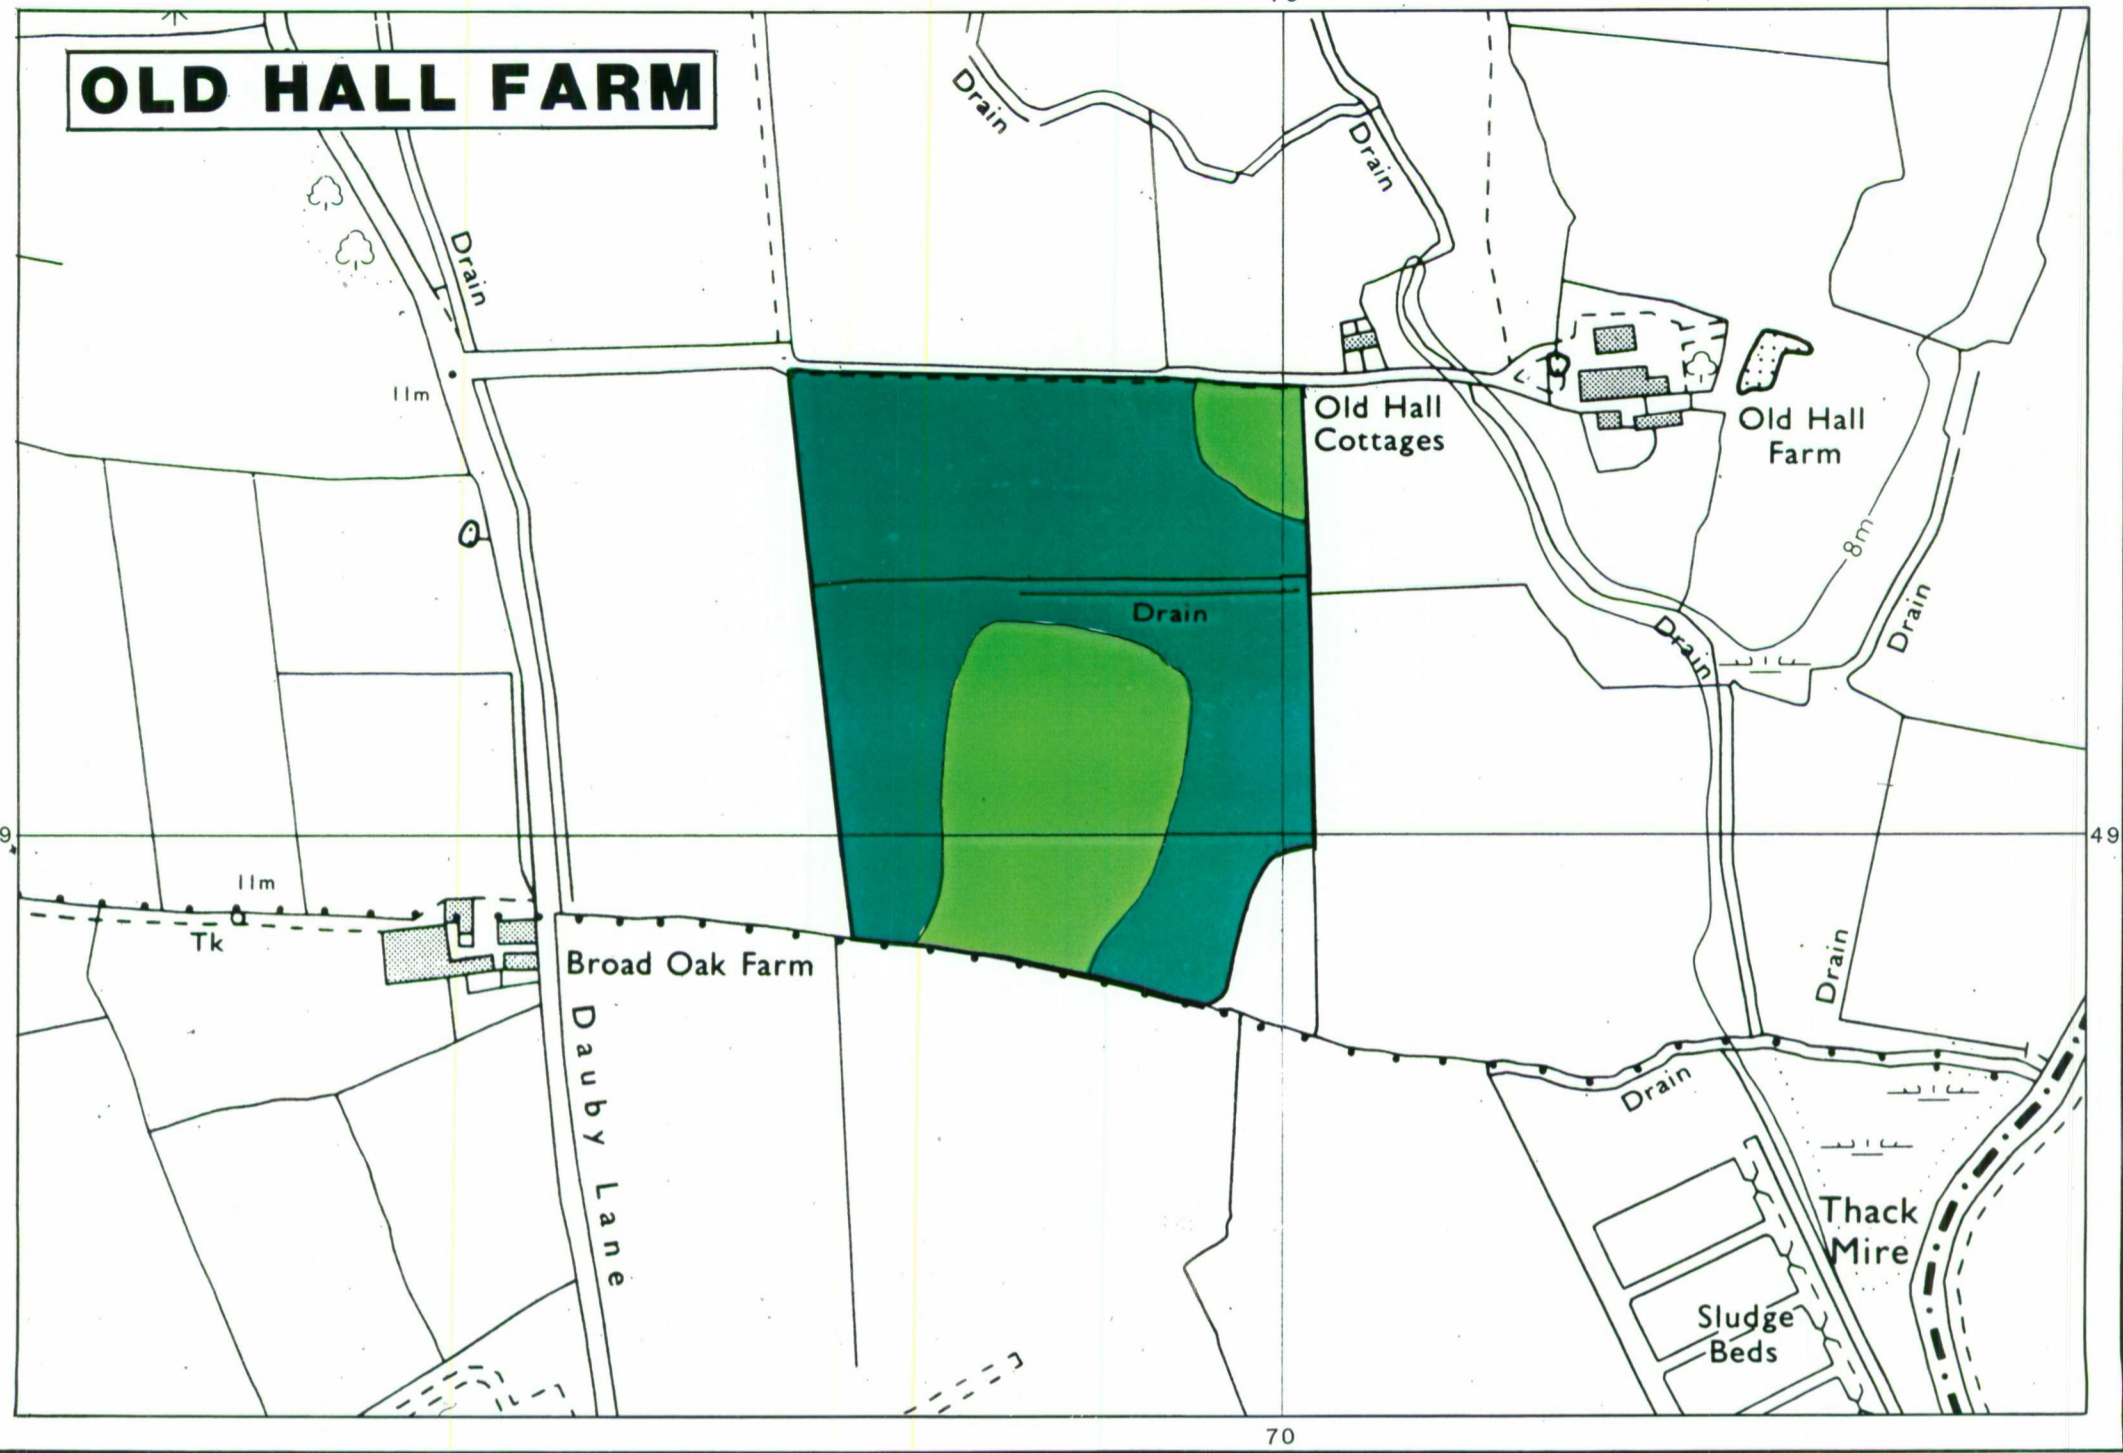 OLD HALL FARM
Drain
Drain
Drain
11m
Old Hall
Cottages
Old Hall
Farm
8m
Drain
Drain
Drain
9
49
11m
Tk
Broad Oak Farm
Drain
Dauby Lane
Drain
Thack
Mire
Sludge
Beds
70